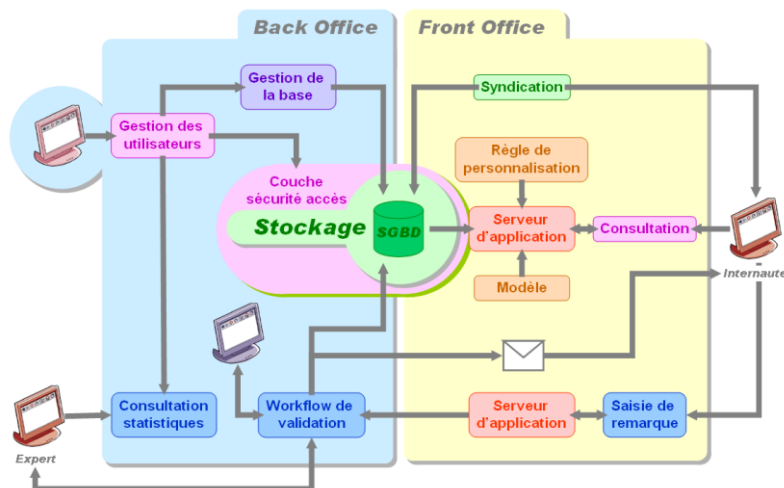 Back Office
Front Office
Gestion de
la base
Syndication
Gestion des
utilisateurs
Règle de
personnalisation
Couche
sécurité accès
Stockage
SGBD
Serveur
d'application
Consultation
Modèle
Internaute
Consultation
statistiques
Workflow de
validation
Serveur
d'application
Saisie de
remarque
Expert